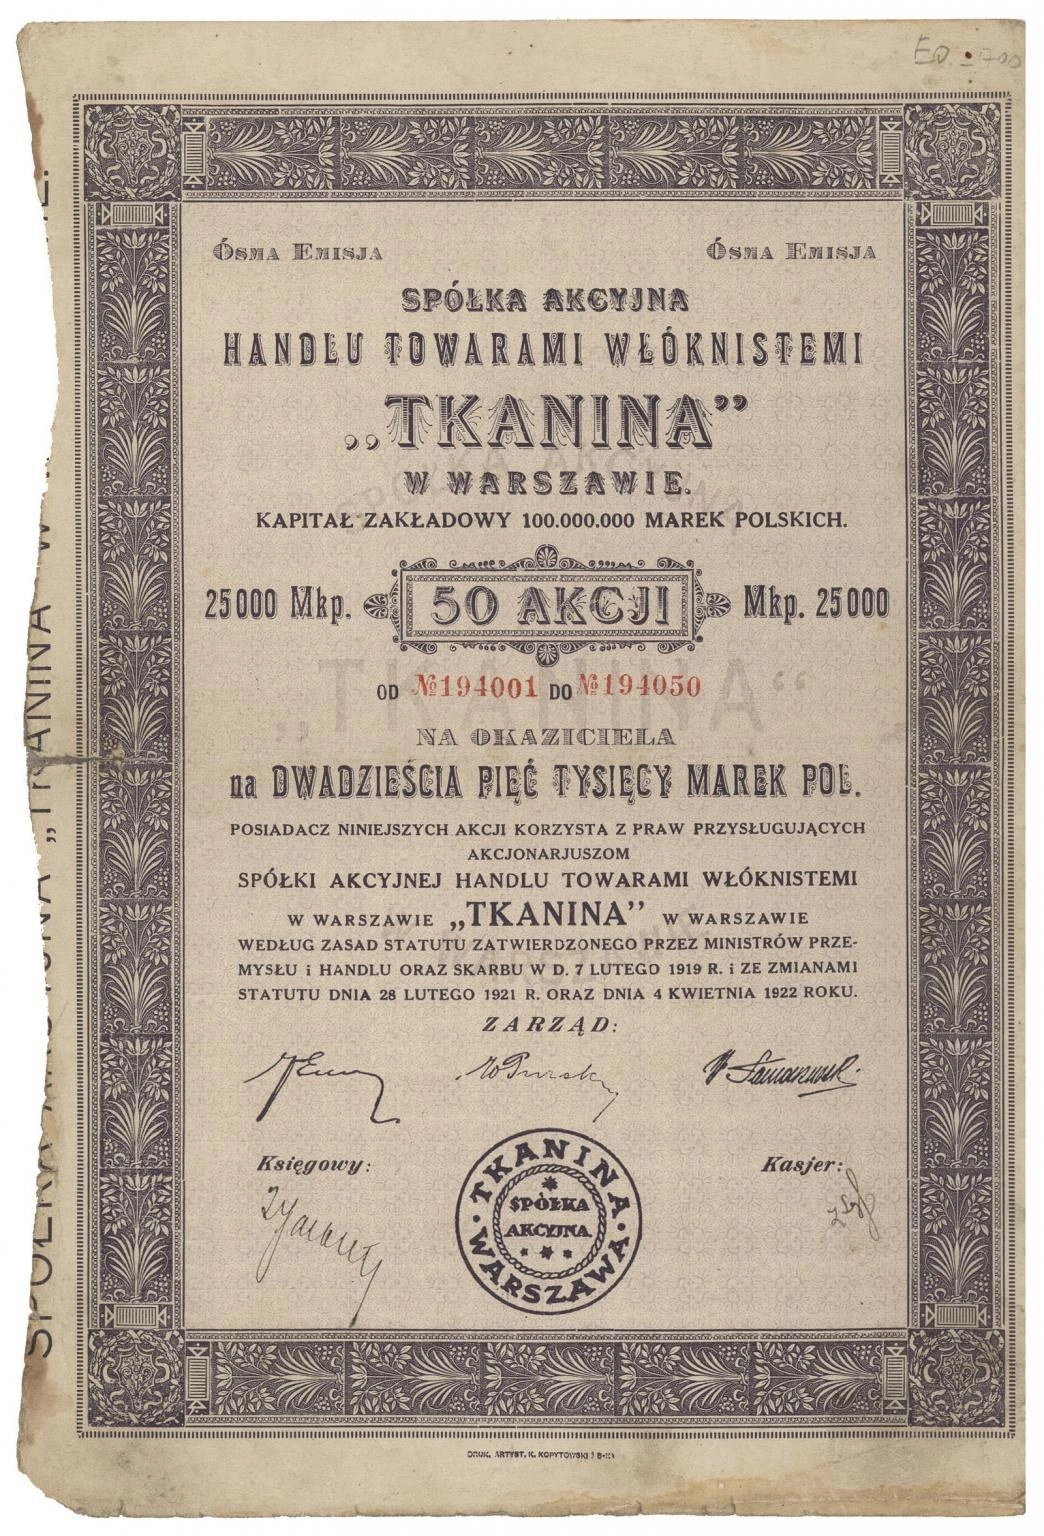 Ósma Emisja Ósma Emisja
SPÓŁKA AKCYJNA
HANDLU TOWARAMI WŁÓKNISTEMI
„TKANINA”
W WARSZAWIE.
KAPITAŁ ZAKŁADOWY 100.000.000 MAREK POLSKICH.
25000 Mkp. 50 AKCJI Mkp. 25000
OD №194001 DO №194050
NA OKAZICIELA
na DWADZIEŚCIA PIĘĆ TYSIĘCY MAREK POL.
POSIADACZ NINIEJSZYCH AKCJI KORZYSTA Z PRAW PRZYSŁUGUJĄCYCH
AKCJONARJUSZOM
SPÓŁKI AKCYJNEJ HANDLU TOWARAMI WŁÓKNISTEMI
W WARSZAWIE „TKANINA” W WARSZAWIE
WEDŁUG ZASAD STATUTU ZATWIERDZONEGO PRZEZ MINISTRÓW PRZE-
MYSŁU i HANDLU ORAZ SKARBU W D. 7 LUTEGO 1919 R. i ZE ZMIANAMI
STATUTU DNIA 28 LUTEGO 1921 R. ORAZ DNIA 4 KWIETNIA 1922 ROKU.
ZARZĄD:
Księgowy: Kasjer:
TKANINA
SPÓŁKA
AKCYJNA
WARSZAWA
DRUK. ARTYST. K. KOPYTOWSKI i S-KA
„TKANINA